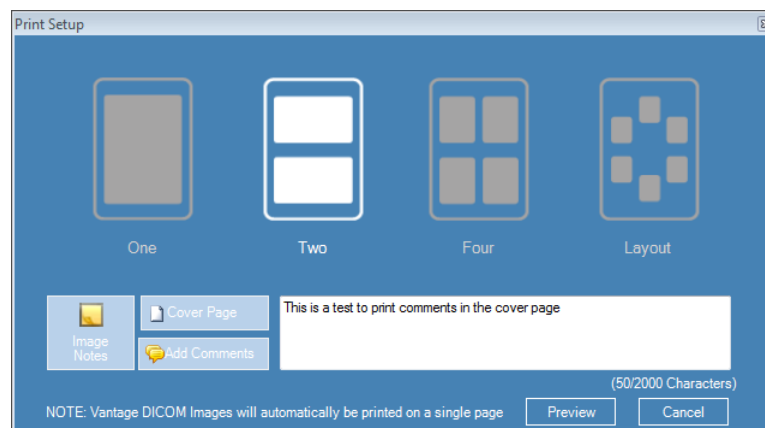 Print Setup
One
Two
Four
Layout
Image
Notes
Cover Page
Add Comments
This is a test to print comments in the cover page
(50/2000 Characters)
NOTE: Vantage DICOM Images will automatically be printed on a single page
Preview
Cancel